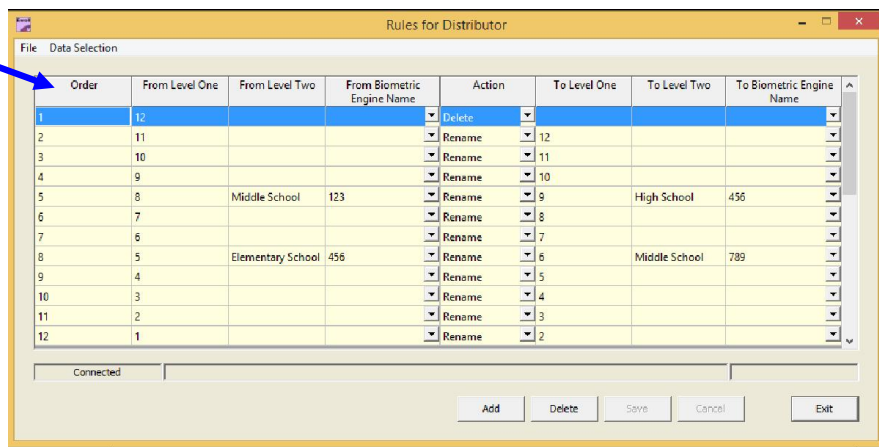 Rules for Distributor
File Data Selection
Order From Level One From Level Two From Biometric Engine Name Action To Level One To Level Two To Biometric Engine Name
1 12 Delete
2 11 Rename 12
3 10 Rename 11
4 9 Rename 10
5 8 Middle School 123 Rename 9 High School 456
6 7 Rename 8
7 6 Rename 7
8 5 Elementary School 456 Rename 6 Middle School 789
9 4 Rename 5
10 3 Rename 4
11 2 Rename 3
12 1 Rename 2
Connected
Add Delete Save Cancel Exit